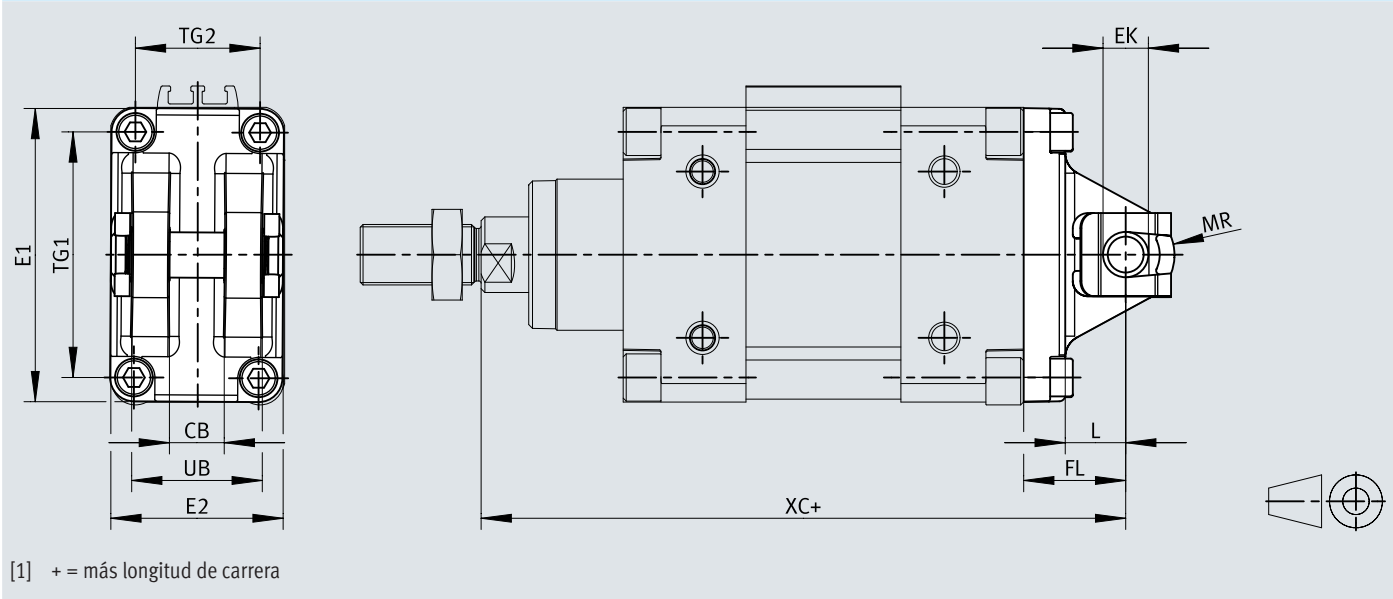 TG2
EK
E1
TG1
MR
CB
UB
E2
L
FL
XC+
[1] + = más longitud de carrera